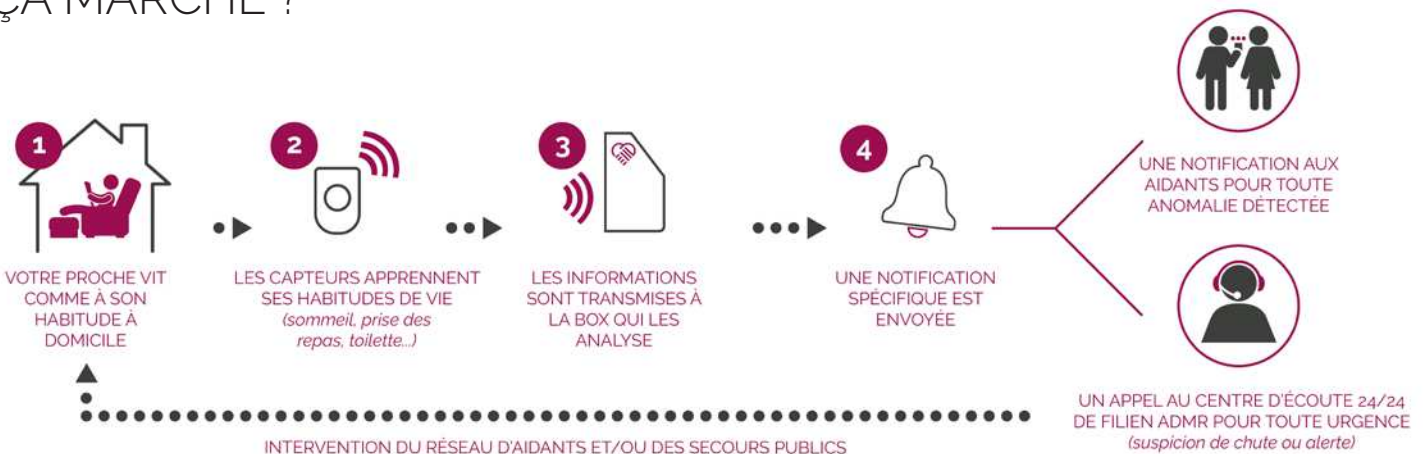 ÇA MARCHE ?
1
VOTRE PROCHE VIT
COMME À SON
HABITUDE À
DOMICILE
2
LES CAPTEURS APPRENNENT
SES HABITUDES DE VIE
(sommeil, prise des
repas, toilette...)
3
LES INFORMATIONS
SONT TRANSMISES À
LA BOX QUI LES
ANALYSE
4
UNE NOTIFICATION
SPÉCIFIQUE EST
ENVOYÉE
UNE NOTIFICATION AUX
AIDANTS POUR TOUTE
ANOMALIE DÉTECTÉE
UN APPEL AU CENTRE D'ÉCOUTE 24/24
DE FILIEN ADMR POUR TOUTE URGENCE
(suspicion de chute ou alerte)
INTERVENTION DU RÉSEAU D'AIDANTS ET/OU DES SECOURS PUBLICS